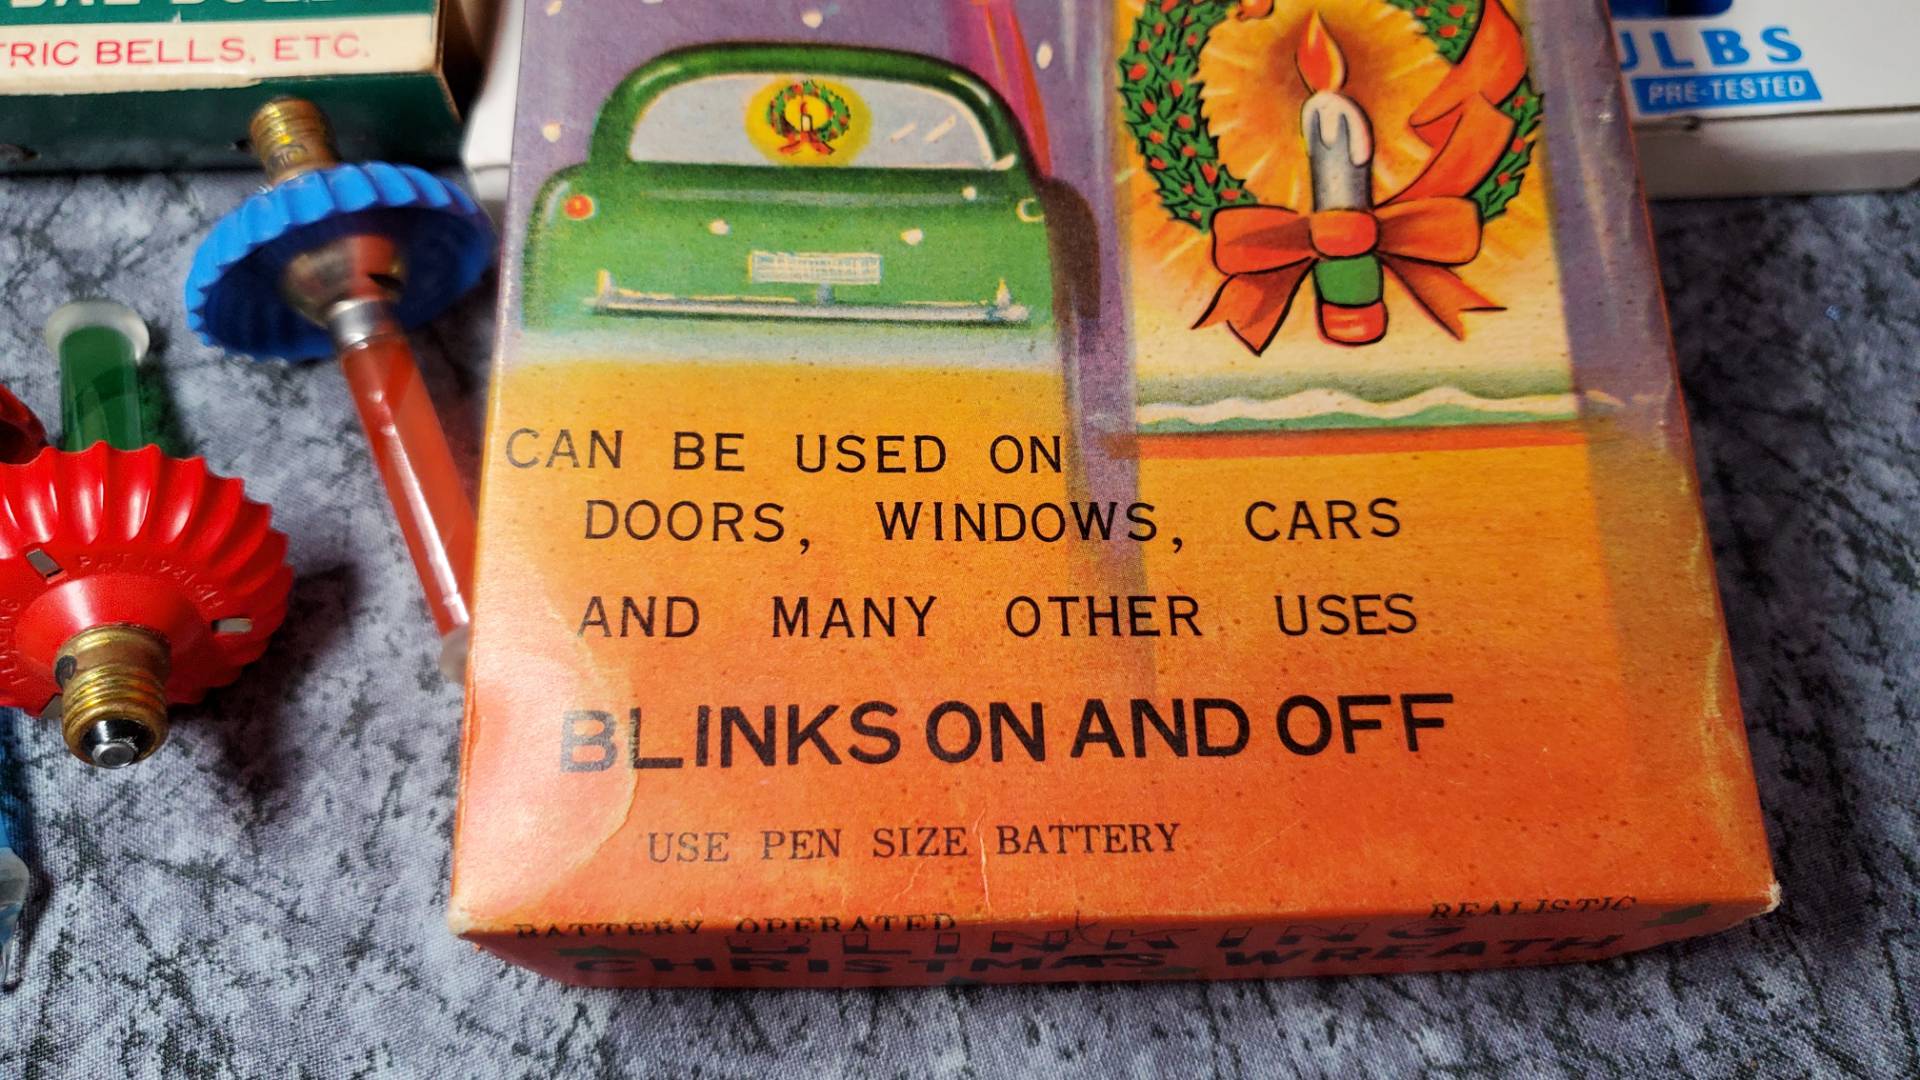 TRIC BELLS, ETC.
ULBS
PRE-TESTED
CAN BE USED ON
DOORS, WINDOWS, CARS
AND MANY OTHER USES
BLINKS ON AND OFF
USE PEN SIZE BATTERY
BATTERY OPERATED
REALISTIC
BLINKING
CHRISTMAS WREATH